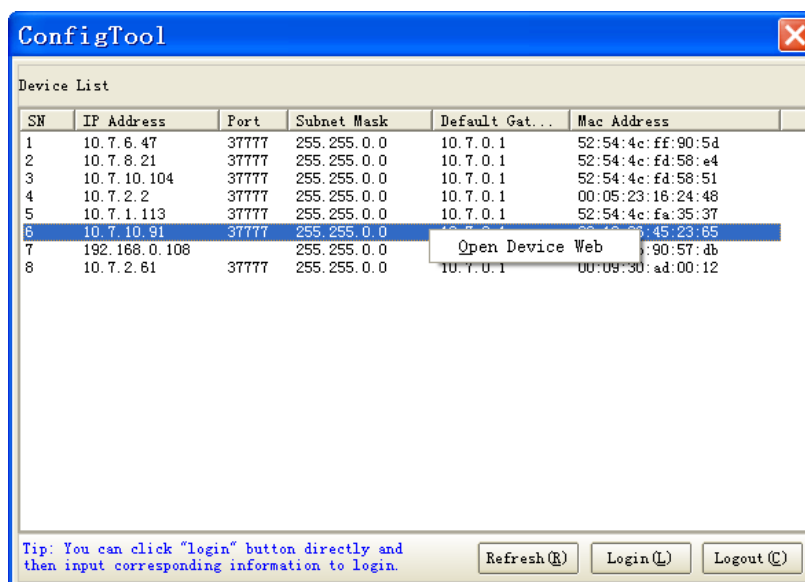 ConfigTool
Device List
SN IP Address Port Subnet Mask Default Gat... Mac Address
1 10.7.6.47 37777 255.255.0.0 10.7.0.1 52:54:4c:ff:90:5d
2 10.7.8.21 37777 255.255.0.0 10.7.0.1 52:54:4c:fd:58:e4
3 10.7.10.104 37777 255.255.0.0 10.7.0.1 52:54:4c:fd:58:51
4 10.7.2.2 37777 255.255.0.0 10.7.0.1 00:05:23:16:24:48
5 10.7.1.113 37777 255.255.0.0 10.7.0.1 52:54:4c:fa:35:37
6 10.7.10.91 37777 255.255.0.0 :45:23:65
Open Device Web
7 192.168.0.108 255.255.0.0 :90:57:db
8 10.7.2.61 37777 255.255.0.0 10.7.0.1 00:09:30:ad:00:12
Tip: You can click "login" button directly and
then input corresponding information to login.
Refresh(R) Login(L) Logout(C)